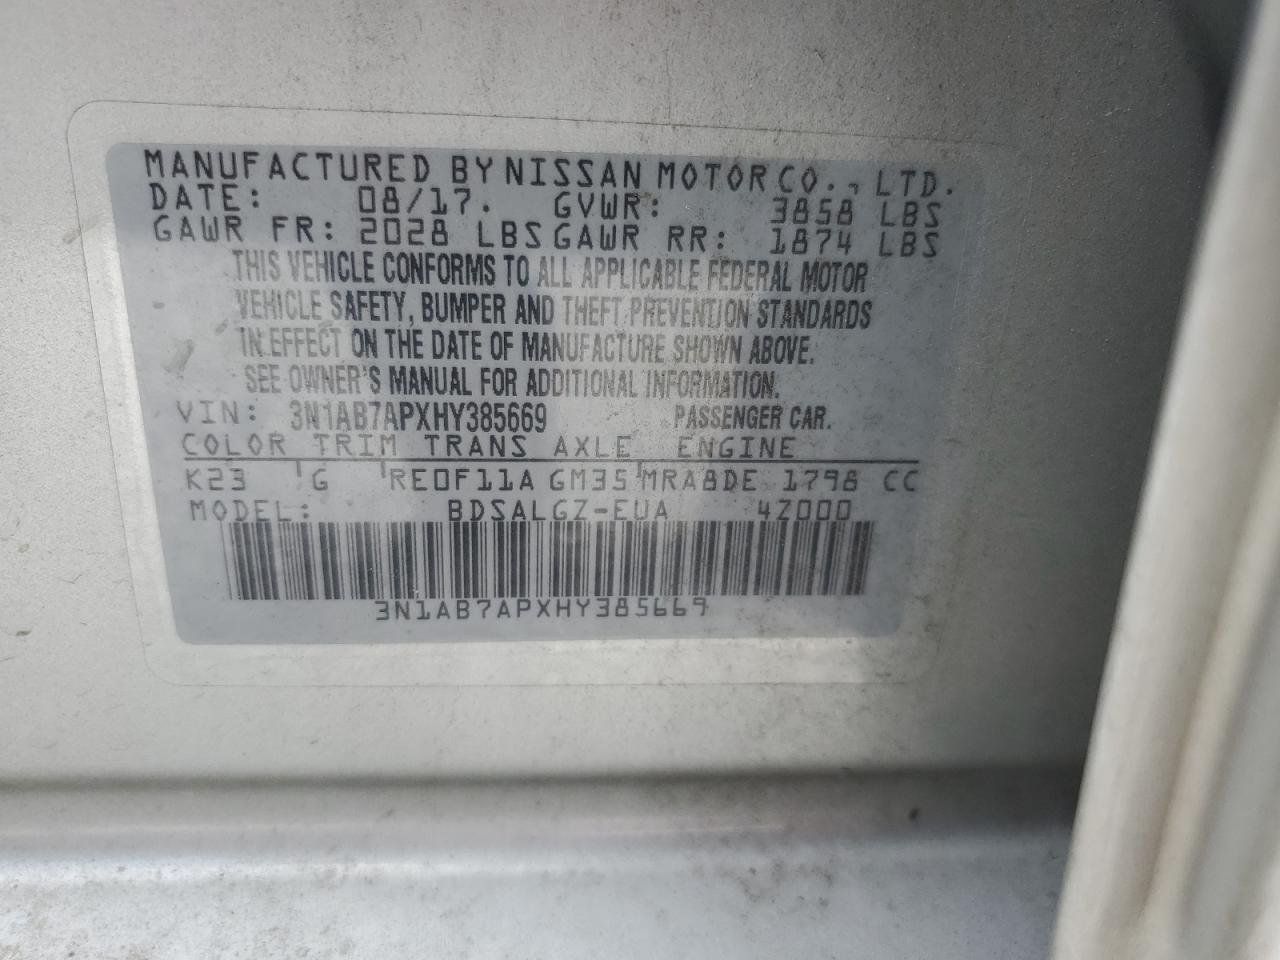 MANUFACTURED BY NISSAN MOTOR CO., LTD.
DATE: 08/17. GVWR: 3858 LBS
GAWR FR: 2028 LBS GAWR RR: 1874 LBS
THIS VEHICLE CONFORMS TO ALL APPLICABLE FEDERAL MOTOR
VEHICLE SAFETY, BUMPER AND THEFT PREVENTION STANDARDS
IN EFFECT ON THE DATE OF MANUFACTURE SHOWN ABOVE.
SEE OWNER'S MANUAL FOR ADDITIONAL INFORMATION.
VIN: 3N1AB7APXHY385669 PASSENGER CAR.
COLOR TRIM TRANS AXLE ENGINE
K23 G RE0F11A GM35 MRA8DE 1798 CC
MODEL: BDSALGZ-EUA 4Z000
3N1AB7APXHY385669